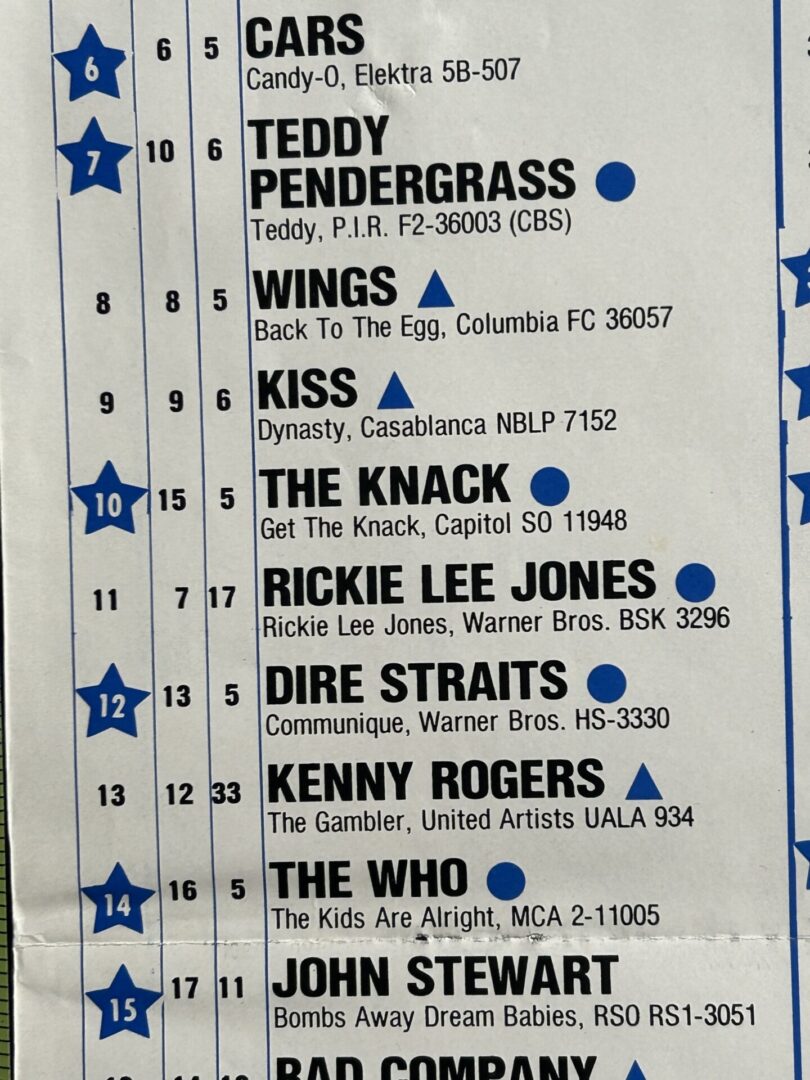 6 6 5 CARS
Candy-O, Elektra 5B-507
7 10 6 TEDDY
PENDERGRASS
Teddy, P.I.R. F2-36003 (CBS)
8 8 5 WINGS
Back To The Egg, Columbia FC 36057
9 9 6 KISS
Dynasty, Casablanca NBLP 7152
10 15 5 THE KNACK
Get The Knack, Capitol SO 11948
11 7 17 RICKIE LEE JONES
Rickie Lee Jones, Warner Bros. BSK 3296
12 13 5 DIRE STRAITS
Communique, Warner Bros. HS-3330
13 12 33 KENNY ROGERS
The Gambler, United Artists UALA 934
14 16 5 THE WHO
The Kids Are Alright, MCA 2-11005
15 17 11 JOHN STEWART
Bombs Away Dream Babies, RSO RS1-3051
BAD COMPANY